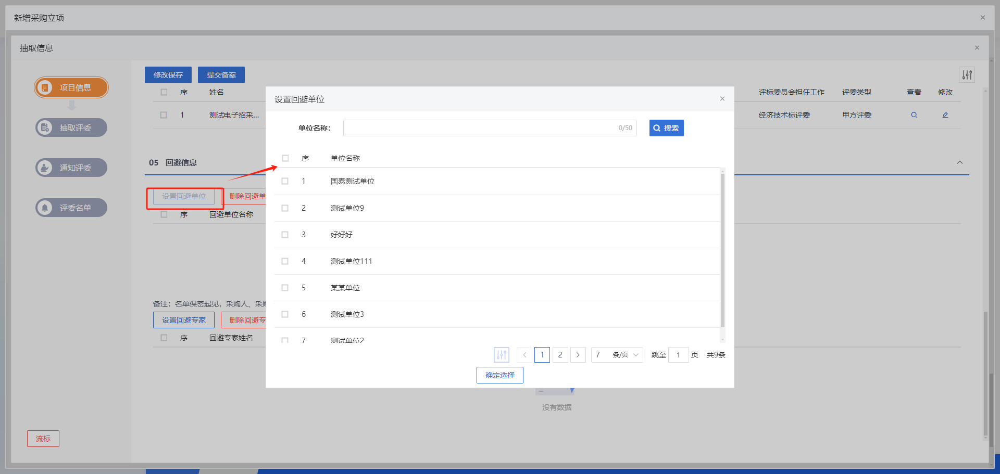 新增采购立项
抽取信息
项目信息
抽取评委
通知评委
评委名单
流标
修改保存 提交备案
序 姓名 评标委员会担任工作 评委类型 查看 修改
1 测试电子招采... 经济技术标评委 甲方评委
05 回避信息
设置回避单位 删除回避单
序 回避单位名称
备注：名单保密起见，采购人、采购
设置回避专家 删除回避专
序 回避专家姓名
没有数据
设置回避单位
单位名称： 0/50 搜索
序 单位名称
1 国泰测试单位
2 测试单位9
3 好好好
4 测试单位111
5 某某单位
6 测试单位3
7 测试单位2
1 2 7 条/页 跳至 1 页 共9条
确定选择